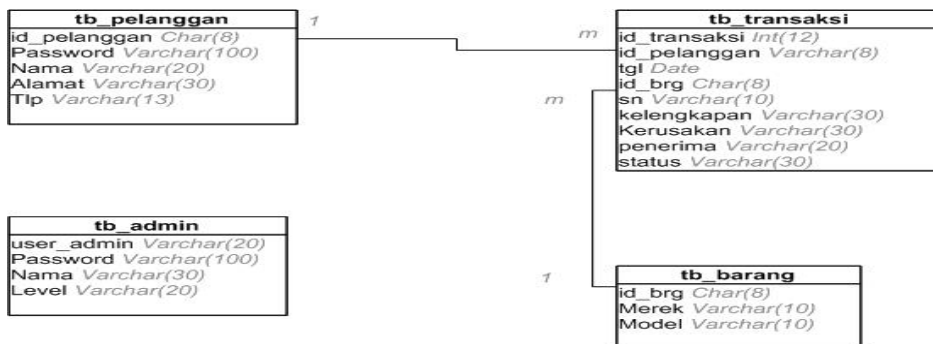 tb_pelanggan
id_pelanggan Char(8)
Password Varchar(100)
Nama Varchar(20)
Alamat Varchar(30)
Tlp Varchar(13)
1
m
tb_transaksi
id_transaksi Int(12)
id_pelanggan Varchar(8)
tgl Date
id_brg Char(8)
sn Varchar(10)
kelengkapan Varchar(30)
Kerusakan Varchar(30)
penerima Varchar(20)
status Varchar(30)
m
tb_admin
user_admin Varchar(20)
Password Varchar(100)
Nama Varchar(30)
Level Varchar(20)
1
tb_barang
id_brg Char(8)
Merek Varchar(10)
Model Varchar(10)